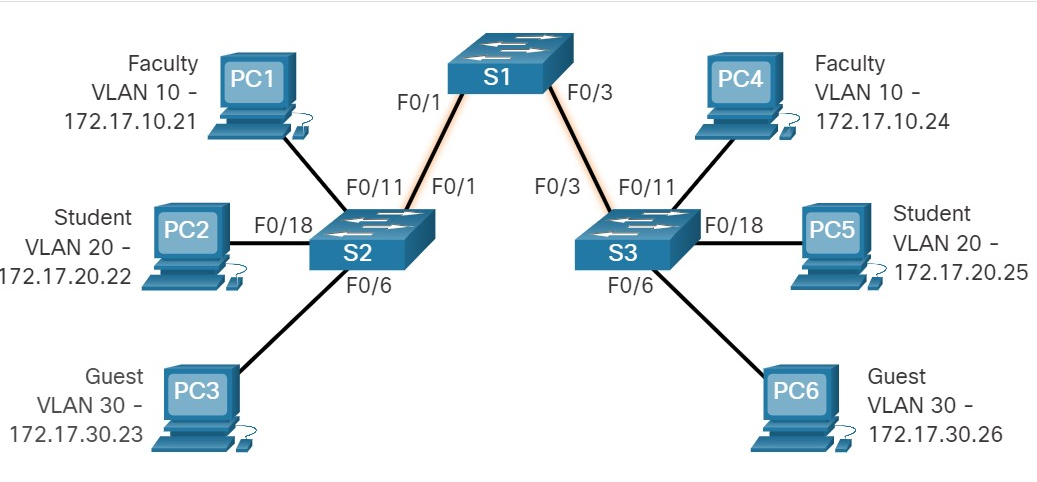 Faculty
VLAN 10 -
172.17.10.21
PC1
S1
F0/1
F0/3
PC4
Faculty
VLAN 10 -
172.17.10.24
Student
VLAN 20 -
172.17.20.22
PC2
F0/18
F0/11
F0/1
S2
F0/6
F0/3
F0/11
S3
F0/6
F0/18
PC5
Student
VLAN 20 -
172.17.20.25
Guest
VLAN 30 -
172.17.30.23
PC3
PC6
Guest
VLAN 30 -
172.17.30.26